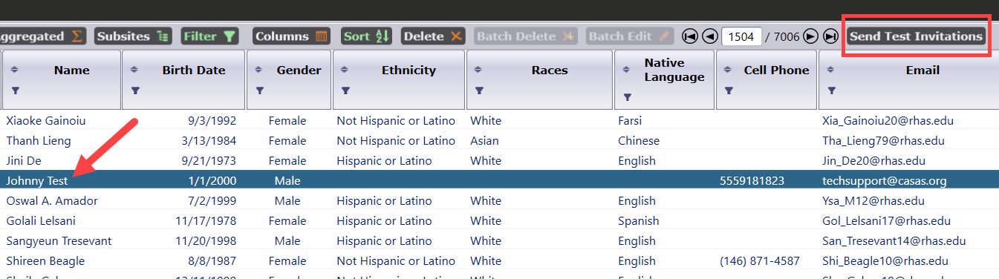 Aggregated Subsites Filter Columns Sort Delete Batch Delete Batch Edit 1504 / 7006 Send Test Invitations
Name Birth Date Gender Ethnicity Races Native Language Cell Phone Email
Xiaoke Gainoiu 9/3/1992 Female Not Hispanic or Latino White Farsi Xia_Gainoiu20@rhas.edu
Thanh Lieng 3/13/1984 Female Not Hispanic or Latino Asian Chinese Tha_Lieng79@rhas.edu
Jini De 9/21/1973 Female Hispanic or Latino White English Jin_De20@rhas.edu
Johnny Test 1/1/2000 Male 5559181823 techsupport@casas.org
Oswal A. Amador 7/2/1999 Male Hispanic or Latino White English Ysa_M12@rhas.edu
Golali Lelsani 11/17/1978 Female Hispanic or Latino White Spanish Gol_Lelsani17@rhas.edu
Sangyeun Tresevant 11/20/1998 Male Hispanic or Latino White English San_Tresevant14@rhas.edu
Shireen Beagle 8/8/1987 Female Not Hispanic or Latino White English (146) 871-4587 Shi_Beagle10@rhas.edu